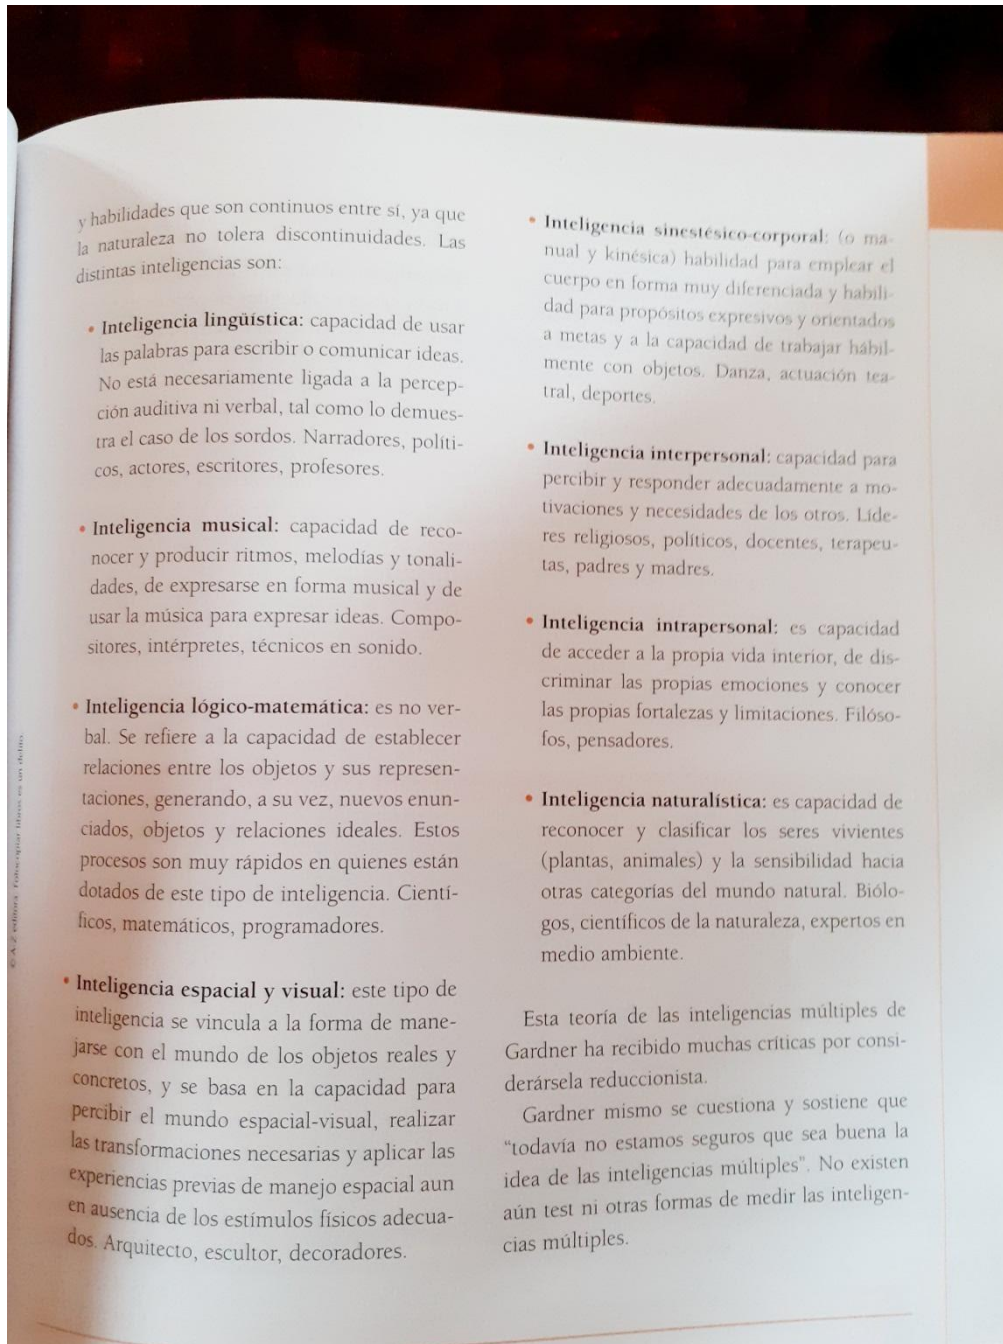 y habilidades que son continuos entre sí, ya que
la naturaleza no tolera discontinuidades. Las
distintas inteligencias son:
• Inteligencia lingüística: capacidad de usar
las palabras para escribir o comunicar ideas.
No está necesariamente ligada a la percep-
ción auditiva ni verbal, tal como lo demues-
tra el caso de los sordos. Narradores, políti-
cos, actores, escritores, profesores.
• Inteligencia musical: capacidad de reco-
nocer y producir ritmos, melodías y tonali-
dades, de expresarse en forma musical y de
usar la música para expresar ideas. Compo-
sitores, intérpretes, técnicos en sonido.
• Inteligencia lógico-matemática: es no ver-
bal. Se refiere a la capacidad de establecer
relaciones entre los objetos y sus represen-
taciones, generando, a su vez, nuevos enun-
ciados, objetos y relaciones ideales. Estos
procesos son muy rápidos en quienes están
dotados de este tipo de inteligencia. Cientí-
ficos, matemáticos, programadores.
• Inteligencia espacial y visual: este tipo de
inteligencia se vincula a la forma de mane-
jarse con el mundo de los objetos reales y
concretos, y se basa en la capacidad para
percibir el mundo espacial-visual, realizar
las transformaciones necesarias y aplicar las
experiencias previas de manejo espacial aun
en ausencia de los estímulos físicos adecua-
dos. Arquitecto, escultor, decoradores.
• Inteligencia sinestésico-corporal: (o ma-
nual y kinésica) habilidad para emplear el
cuerpo en forma muy diferenciada y habili-
dad para propósitos expresivos y orientados
a metas y a la capacidad de trabajar hábil-
mente con objetos. Danza, actuación tea-
tral, deportes.
• Inteligencia interpersonal: capacidad para
percibir y responder adecuadamente a mo-
tivaciones y necesidades de los otros. Líde-
res religiosos, políticos, docentes, terapeu-
tas, padres y madres.
• Inteligencia intrapersonal: es capacidad
de acceder a la propia vida interior, de dis-
criminar las propias emociones y conocer
las propias fortalezas y limitaciones. Filóso-
fos, pensadores.
• Inteligencia naturalística: es capacidad de
reconocer y clasificar los seres vivientes
(plantas, animales) y la sensibilidad hacia
otras categorías del mundo natural. Biólo-
gos, científicos de la naturaleza, expertos en
medio ambiente.
Esta teoría de las inteligencias múltiples de
Gardner ha recibido muchas críticas por consi-
derársela reduccionista.
Gardner mismo se cuestiona y sostiene que
“todavía no estamos seguros que sea buena la
idea de las inteligencias múltiples”. No existen
aún test ni otras formas de medir las inteligen-
cias múltiples.
© A-Z editora. Fotocopiar libros es un delito.